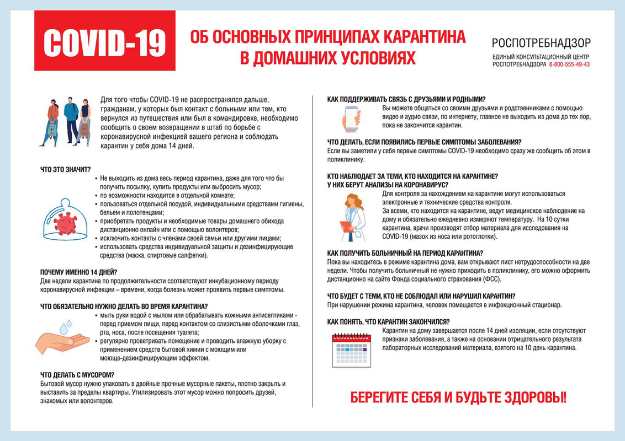 COVID-19
ОБ ОСНОВНЫХ ПРИНЦИПАХ КАРАНТИНА
В ДОМАШНИХ УСЛОВИЯХ
РОСПОТРЕБНАДЗОР
ЕДИНЫЙ КОНСУЛЬТАЦИОННЫЙ ЦЕНТР
РОСПОТРЕБНАДЗОРА 8-800-555-49-43
Для того чтобы COVID-19 не распространялся дальше,
гражданам, у которых был контакт с больными или тем, кто
вернулся из путешествия или был в командировке, необходимо
сообщить о своем возвращении в штаб по борьбе с
коронавирусной инфекцией вашего региона и соблюдать
карантин у себя дома 14 дней.
ЧТО ЭТО ЗНАЧИТ?
• Не выходить из дома весь период карантина, даже для того что бы
получить посылку, купить продукты или выбросить мусор;
• по возможности находится в отдельной комнате;
• пользоваться отдельной посудой, индивидуальными средствами гигиены,
бельем и полотенцами;
• приобретать продукты и необходимые товары домашнего обихода
дистанционно онлайн или с помощью волонтеров;
• исключить контакты с членами своей семьи или другими лицами;
• использовать средства индивидуальной защиты и дезинфицирующие
средства (маска, спиртовые салфетки).
ПОЧЕМУ ИМЕННО 14 ДНЕЙ?
Две недели карантина по продолжительности соответствуют инкубационному периоду
коронавирусной инфекции – времени, когда болезнь может проявить первые симптомы.
ЧТО ОБЯЗАТЕЛЬНО НУЖНО ДЕЛАТЬ ВО ВРЕМЯ КАРАНТИНА?
• мыть руки водой с мылом или обрабатывать кожными антисептиками -
перед приемом пищи, перед контактом со слизистыми оболочками глаз,
рта, носа, после посещения туалета;
• регулярно проветривать помещение и проводить влажную уборку с
применением средств бытовой химии с моющим или
моюще-дезинфицирующим эффектом.
ЧТО ДЕЛАТЬ С МУСОРОМ?
Бытовой мусор нужно упаковать в двойные прочные мусорные пакеты, плотно закрыть и
выставить за пределы квартиры. Утилизировать этот мусор можно попросить друзей,
знакомых или волонтеров.
КАК ПОДДЕРЖИВАТЬ СВЯЗЬ С ДРУЗЬЯМИ И РОДНЫМИ?
Вы можете общаться со своими друзьями и родственниками с помощью
видео и аудио связи, по интернету, главное не выходить из дома до тех пор,
пока не закончится карантин.
ЧТО ДЕЛАТЬ, ЕСЛИ ПОЯВИЛИСЬ ПЕРВЫЕ СИМПТОМЫ ЗАБОЛЕВАНИЯ?
Если вы заметили у себя первые симптомы COVID-19 необходимо сразу же сообщить об этом в
поликлинику.
КТО НАБЛЮДАЕТ ЗА ТЕМИ, КТО НАХОДИТСЯ НА КАРАНТИНЕ?
У НИХ БЕРУТ АНАЛИЗЫ НА КОРОНАВИРУС?
Для контроля за нахождением на карантине могут использоваться
электронные и технические средства контроля.
За всеми, кто находится на карантине, ведут медицинское наблюдение на
дому и обязательно ежедневно измеряют температуру. На 10 сутки
карантина, врачи производят отбор материала для исследования на
COVID-19 (мазок из носа или ротоглотки).
КАК ПОЛУЧИТЬ БОЛЬНИЧНЫЙ НА ПЕРИОД КАРАНТИНА?
Пока вы находитесь в режиме карантина дома, вам открывают лист нетрудоспособности на две
недели. Чтобы получить больничный не нужно приходить в поликлинику, его можно оформить
дистанционно на сайте Фонда социального страхования (ФСС).
ЧТО БУДЕТ С ТЕМИ, КТО НЕ СОБЛЮДАЛ ИЛИ НАРУШИЛ КАРАНТИН?
При нарушении режима карантина, человек помещается в инфекционный стационар.
КАК ПОНЯТЬ, ЧТО КАРАНТИН ЗАКОНЧИЛСЯ?
Карантин на дому завершается после 14 дней изоляции, если отсутствуют
признаки заболевания, а также на основании отрицательного результата
лабораторных исследований материала, взятого на 10 день карантина.
БЕРЕГИТЕ СЕБЯ И БУДЬТЕ ЗДОРОВЫ!